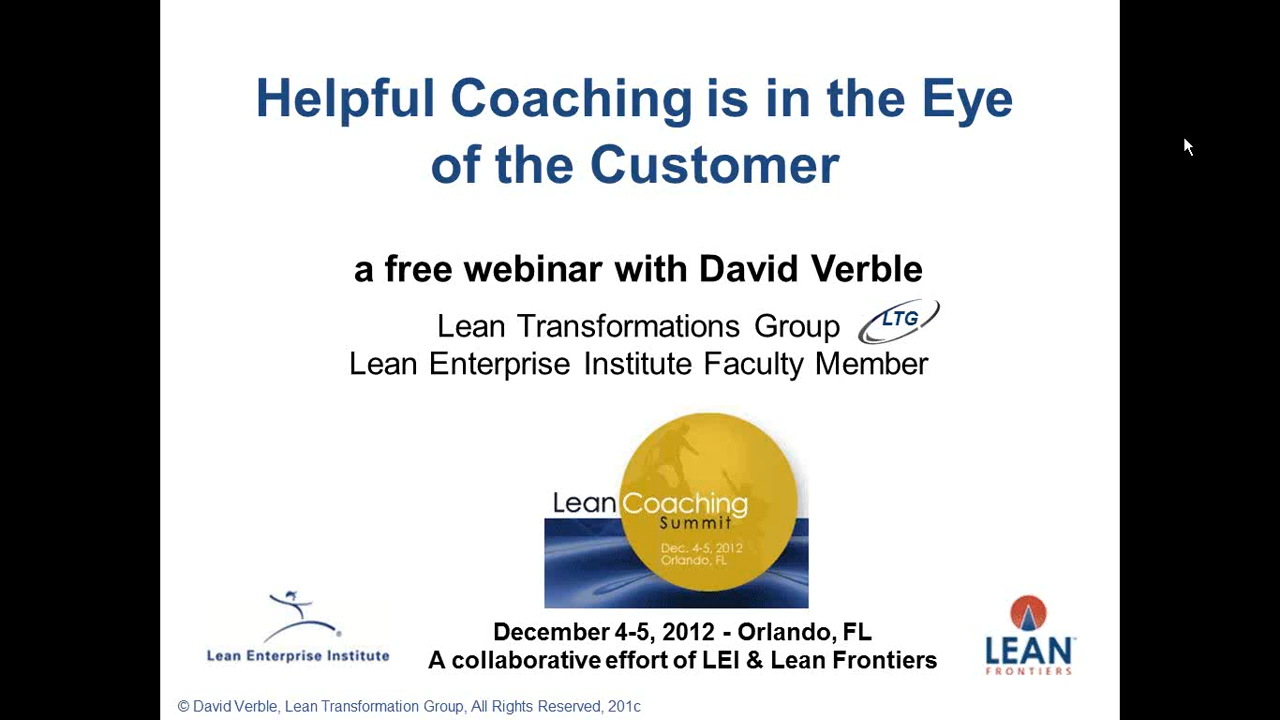 Helpful Coaching is in the Eye
of the Customer
a free webinar with David Verble
Lean Transformations Group
LTG
Lean Enterprise Institute Faculty Member
Lean Coaching
Summit
Dec. 4-5, 2012
Orlando, FL
Lean Enterprise Institute
December 4-5, 2012 - Orlando, FL
A collaborative effort of LEI & Lean Frontiers
LEAN
FRONTIERS
© David Verble, Lean Transformation Group, All Rights Reserved, 201c